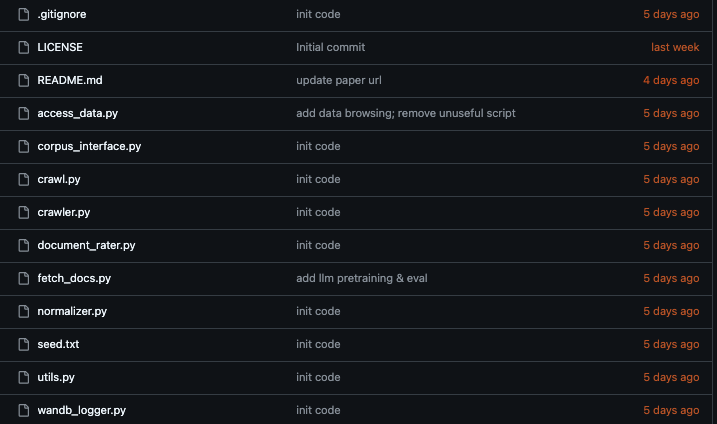 .gitignore init code 5 days ago
LICENSE Initial commit last week
README.md update paper url 4 days ago
access_data.py add data browsing; remove unuseful script 5 days ago
corpus_interface.py init code 5 days ago
crawl.py init code 5 days ago
crawler.py init code 5 days ago
document_rater.py init code 5 days ago
fetch_docs.py add llm pretraining & eval 5 days ago
normalizer.py init code 5 days ago
seed.txt init code 5 days ago
utils.py init code 5 days ago
wandb_logger.py init code 5 days ago